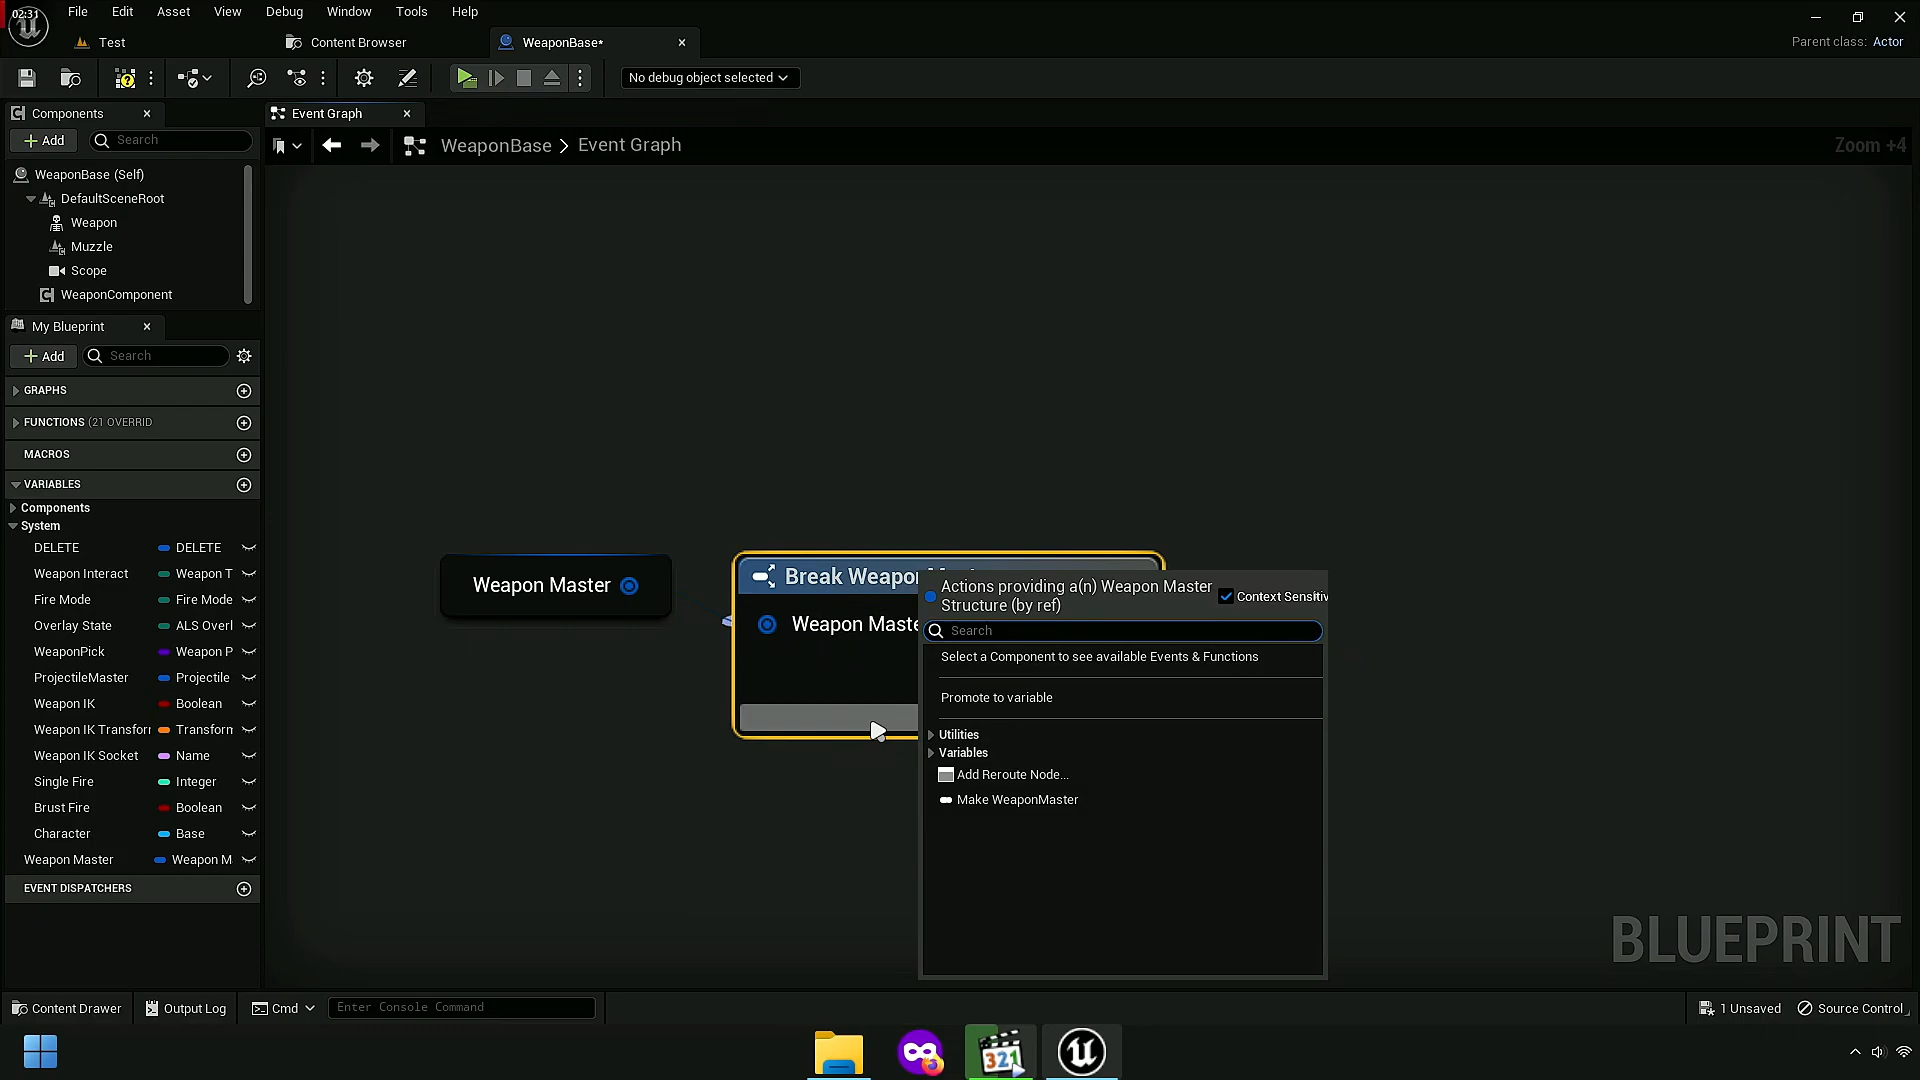 02:31
File Edit Asset View Debug Window Tools Help
Test
Content Browser
WeaponBase*
Parent class: Actor
No debug object selected
Components
Event Graph
Add
Search
WeaponBase > Event Graph
Zoom +4
WeaponBase (Self)
DefaultSceneRoot
Weapon
Muzzle
Scope
WeaponComponent
My Blueprint
Add
Search
GRAPHS
FUNCTIONS (21 OVERRID
MACROS
VARIABLES
Components
System
DELETE DELETE
Weapon Interact Weapon T
Fire Mode Fire Mode
Overlay State ALS Overl
WeaponPick Weapon P
ProjectileMaster Projectile
Weapon IK Boolean
Weapon IK Transforr Transforr
Weapon IK Socket Name
Single Fire Integer
Brust Fire Boolean
Character Base
Weapon Master Weapon M
EVENT DISPATCHERS
Weapon Master
Break Weapon
Weapon Maste
Actions providing a(n) Weapon Master
Structure (by ref)
Context Sensitiv
Search
Select a Component to see available Events & Functions
Promote to variable
Utilities
Variables
Add Reroute Node...
Make WeaponMaster
BLUEPRINT
Content Drawer
Output Log
Cmd
Enter Console Command
1 Unsaved
Source Control
321